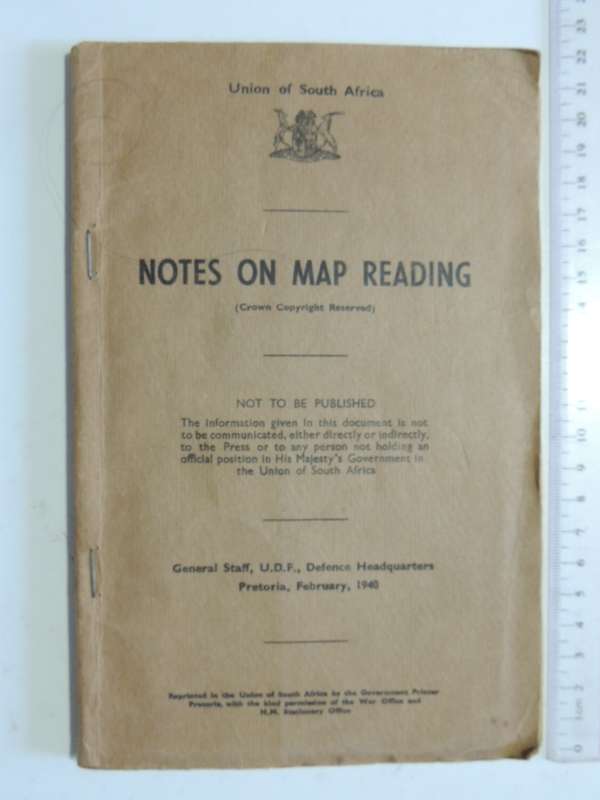 Union of South Africa
NOTES ON MAP READING
(Crown Copyright Reserved)
NOT TO BE PUBLISHED
The information given in this document is not
to be communicated, either directly or indirectly,
to the Press or to any person not holding an
official position in His Majesty's Government in
the Union of South Africa
General Staff, U.D.F., Defence Headquarters
Pretoria, February, 1940
Reprinted in the Union of South Africa by the Government Printer
Pretoria, with the kind permission of the War Office and
H.M. Stationery Office